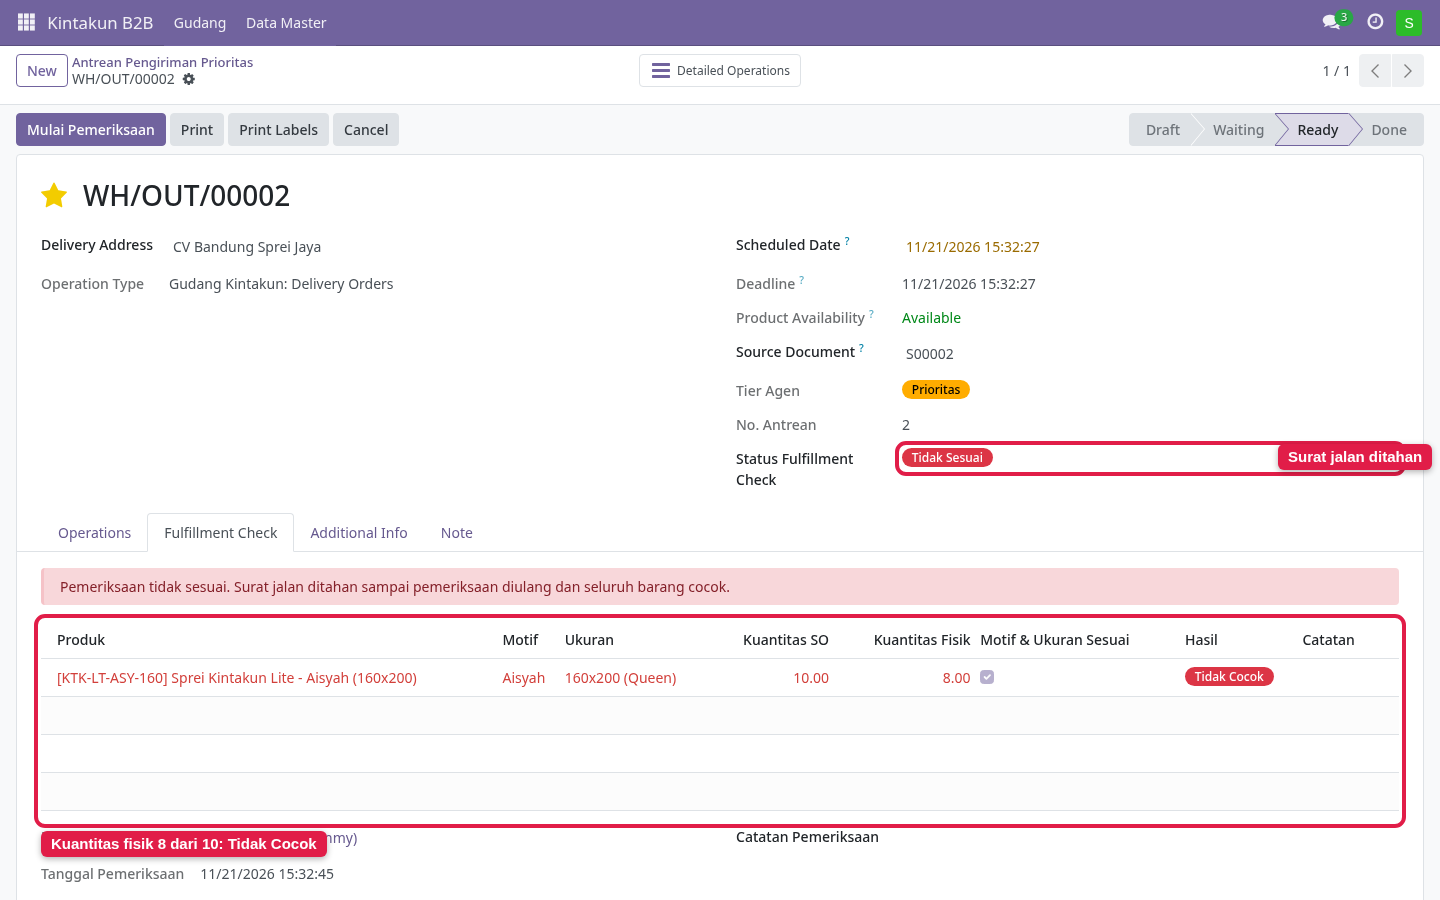 Kintakun B2B Gudang Data Master 3 S
New Antrean Pengiriman Prioritas
WH/OUT/00002
Detailed Operations
1 / 1
Mulai Pemeriksaan Print Print Labels Cancel Draft Waiting Ready Done
WH/OUT/00002
Delivery Address CV Bandung Sprei Jaya
Operation Type Gudang Kintakun: Delivery Orders
Scheduled Date ? 11/21/2026 15:32:27
Deadline ? 11/21/2026 15:32:27
Product Availability ? Available
Source Document ? S00002
Tier Agen Prioritas
No. Antrean 2
Status Fulfillment Check Tidak Sesuai Surat jalan ditahan
Operations Fulfillment Check Additional Info Note
Pemeriksaan tidak sesuai. Surat jalan ditahan sampai pemeriksaan diulang dan seluruh barang cocok.
Produk Motif Ukuran Kuantitas SO Kuantitas Fisik Motif & Ukuran Sesuai Hasil Catatan
[KTK-LT-ASY-160] Sprei Kintakun Lite - Aisyah (160x200) Aisyah 160x200 (Queen) 10.00 8.00 Tidak Cocok
Kuantitas fisik 8 dari 10: Tidak Cocok
Catatan Pemeriksaan
Tanggal Pemeriksaan 11/21/2026 15:32:45